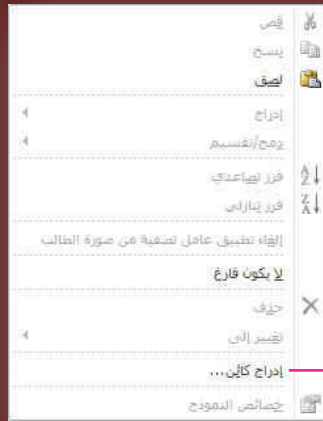 قص
نسخ
لصق
إدراج
دمج/تقسيم
فرز تصاعدي
فرز تنازلي
إلغاء تطبيق عامل تصفية من صورة الطالب
لا يكون فارغ
حذف
تغيير إلى
إدراج كائن...
خصائص النموذج